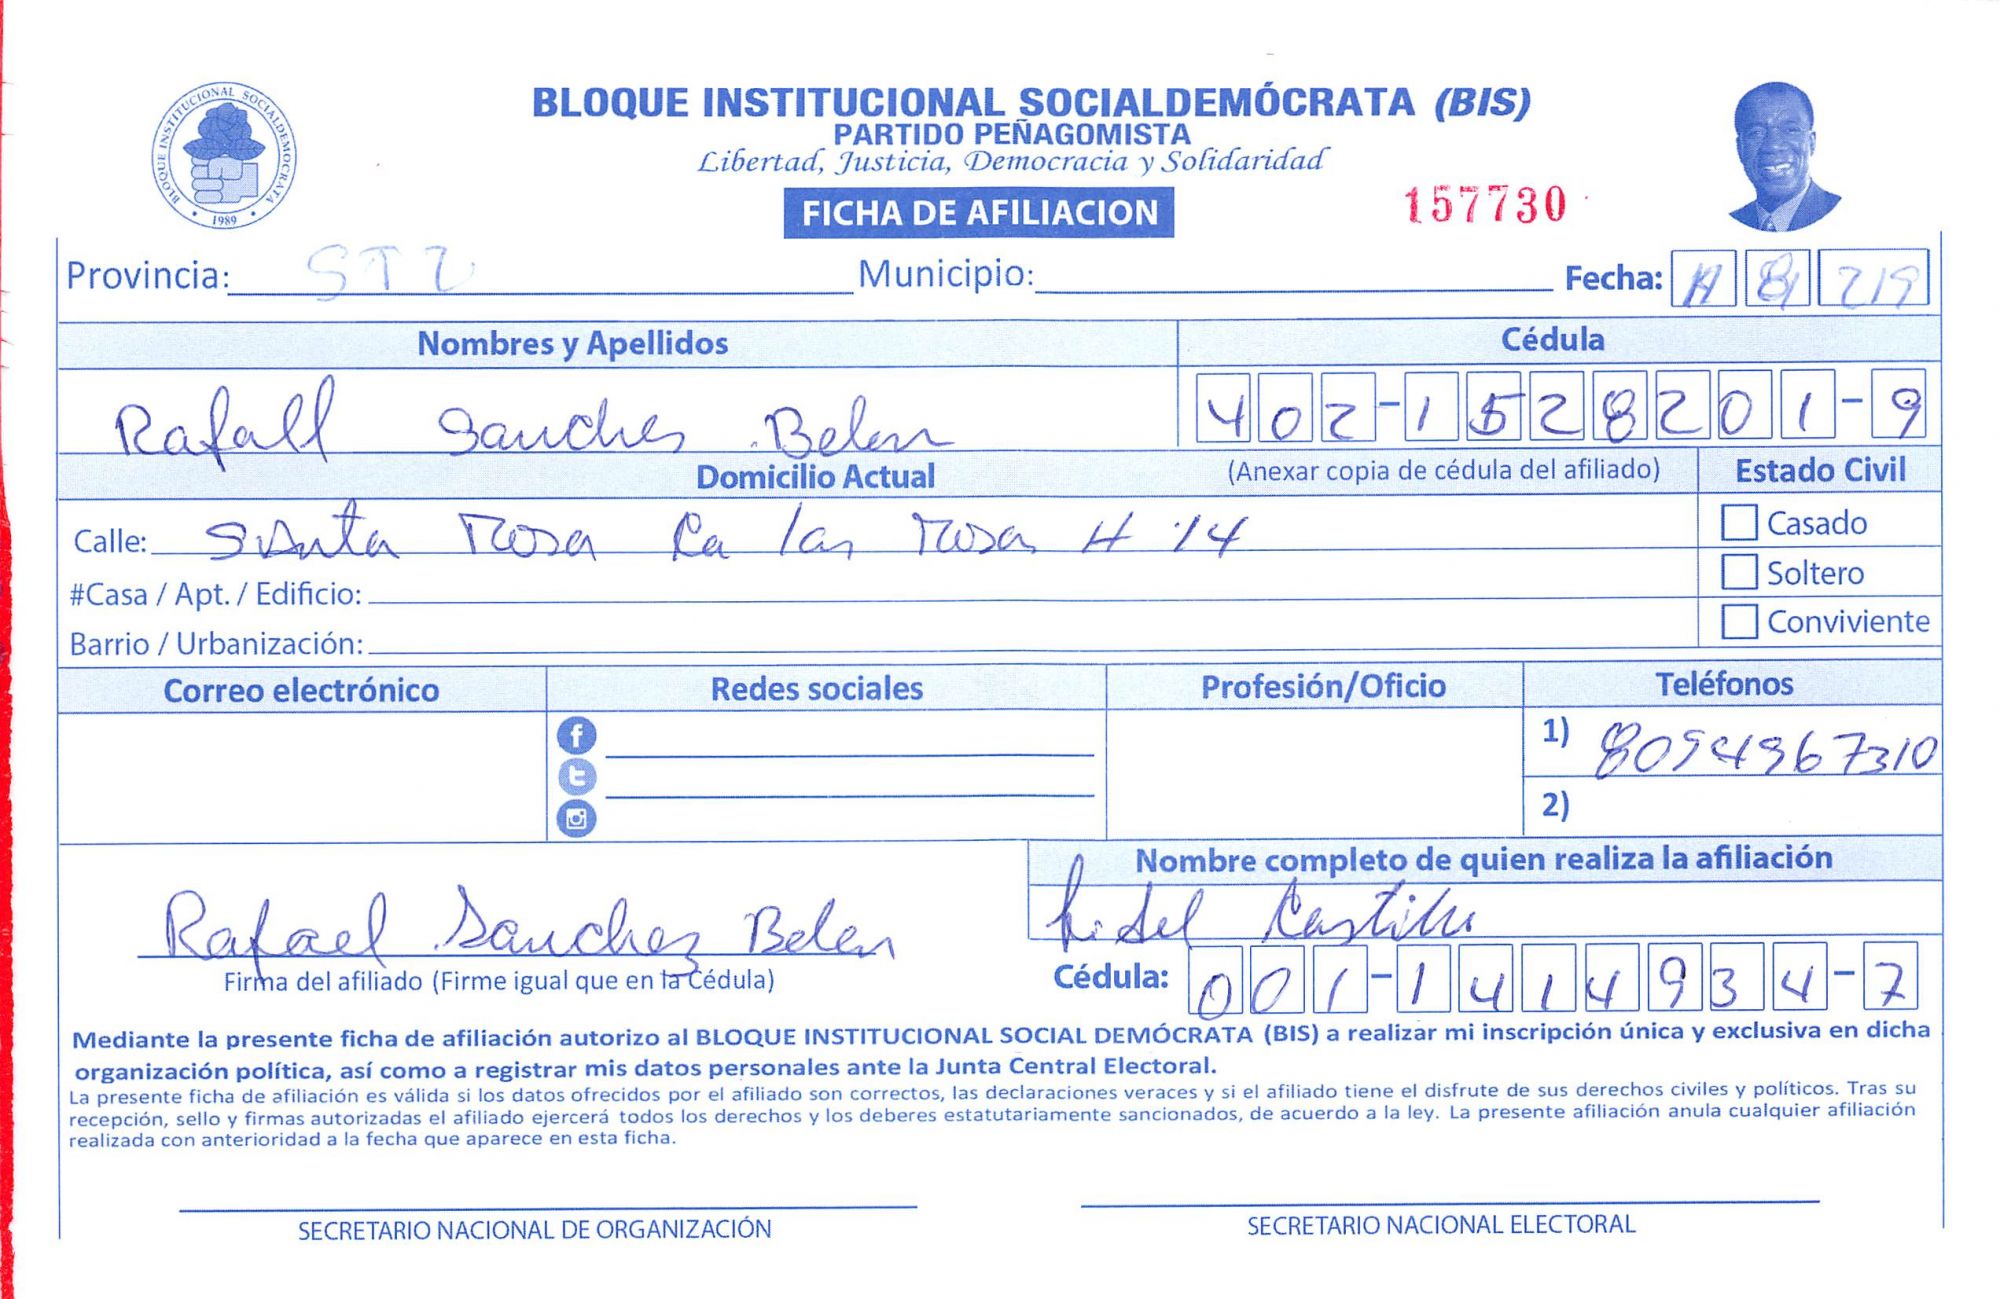 BLOQUE INSTITUCIONAL SOCIALDEMÓCRATA (BIS)
PARTIDO PEÑAGOMISTA
Libertad, Justicia, Democracia y Solidaridad
BLOQUE INSTITUCIONAL SOCIALDEMOCRATA
1989
FICHA DE AFILIACION
157730
Provincia: STZ Municipio: Fecha: 8 219
Nombres y Apellidos Cédula
Rafall Sanches Belen 402-1528201-9
Domicilio Actual (Anexar copia de cédula del afiliado) Estado Civil
Calle: SAnta Rosa Ca las Rosa # 14 Casado
#Casa / Apt. / Edificio: Soltero
Barrio / Urbanización: Conviviente
Correo electrónico Redes sociales Profesión/Oficio Teléfonos
1) 8094967310
2)
Nombre completo de quien realiza la afiliación
Rafael Sanchez Belen Fidel Castillo
Firma del afiliado (Firme igual que en la Cédula) Cédula: 001-1414934-7
Mediante la presente ficha de afiliación autorizo al BLOQUE INSTITUCIONAL SOCIAL DEMÓCRATA (BIS) a realizar mi inscripción única y exclusiva en dicha
organización política, así como a registrar mis datos personales ante la Junta Central Electoral.
La presente ficha de afiliación es válida si los datos ofrecidos por el afiliado son correctos, las declaraciones veraces y si el afiliado tiene el disfrute de sus derechos civiles y políticos. Tras su
recepción, sello y firmas autorizadas el afiliado ejercerá todos los derechos y los deberes estatutariamente sancionados, de acuerdo a la ley. La presente afiliación anula cualquier afiliación
realizada con anterioridad a la fecha que aparece en esta ficha.
SECRETARIO NACIONAL DE ORGANIZACIÓN SECRETARIO NACIONAL ELECTORAL